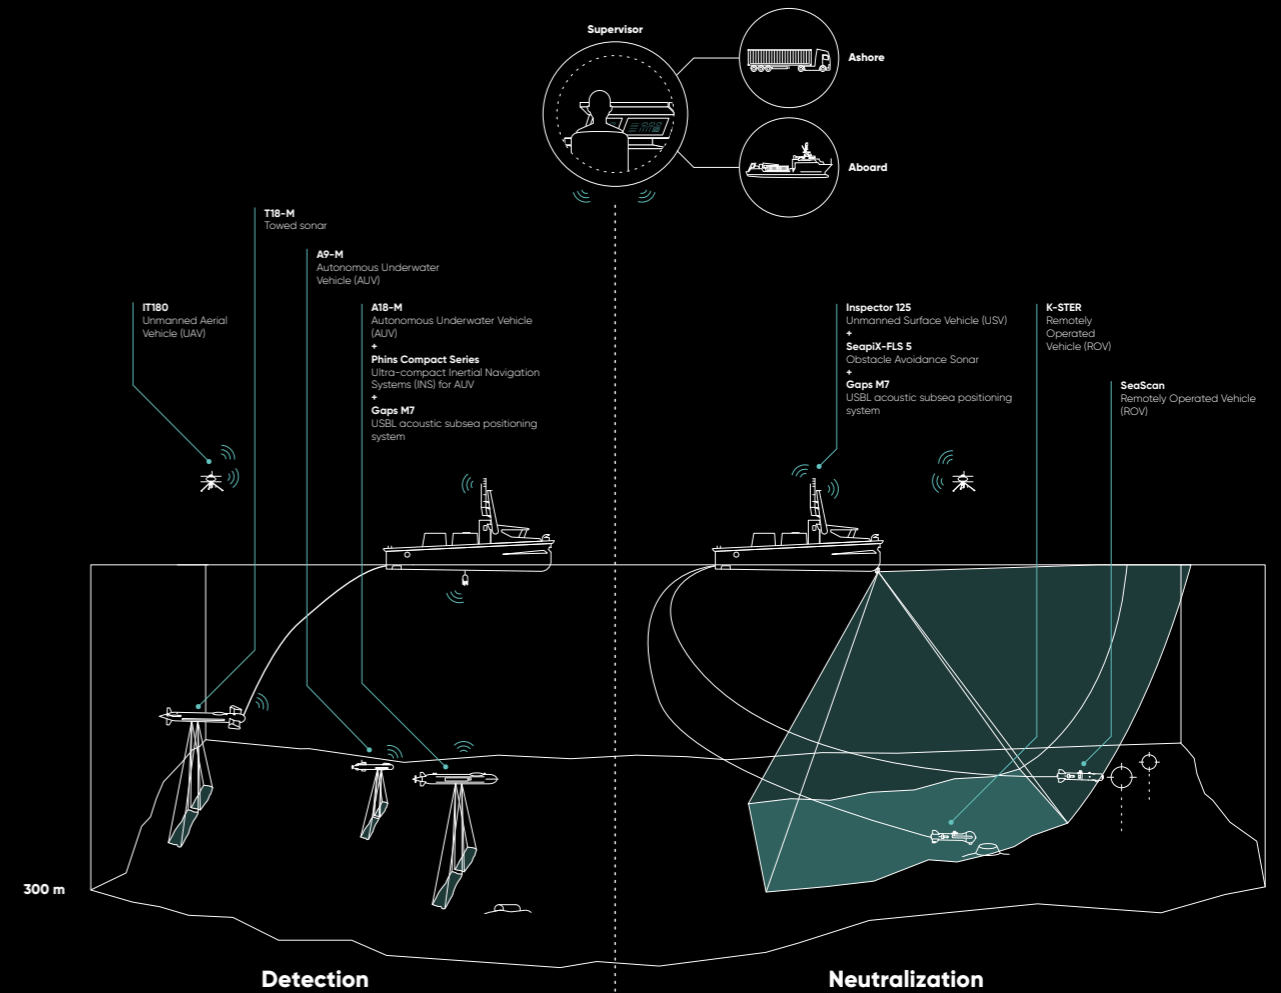 Supervisor
Ashore
Aboard
T18-M
Towed sonar
A9-M
Autonomous Underwater
Vehicle (AUV)
IT180
Unmanned Aerial
Vehicle (UAV)
A18-M
Autonomous Underwater Vehicle
(AUV)
+
Phins Compact Series
Ultra-compact Inertial Navigation
Systems (INS) for AUV
+
Gaps M7
USBL acoustic subsea positioning
system
Inspector 125
Unmanned Surface Vehicle (USV)
+
SeapiX-FLS 5
Obstacle Avoidance Sonar
+
Gaps M7
USBL acoustic subsea positioning
system
K-STER
Remotely
Operated
Vehicle (ROV)
SeaScan
Remotely Operated Vehicle
(ROV)
300 m
Detection
Neutralization